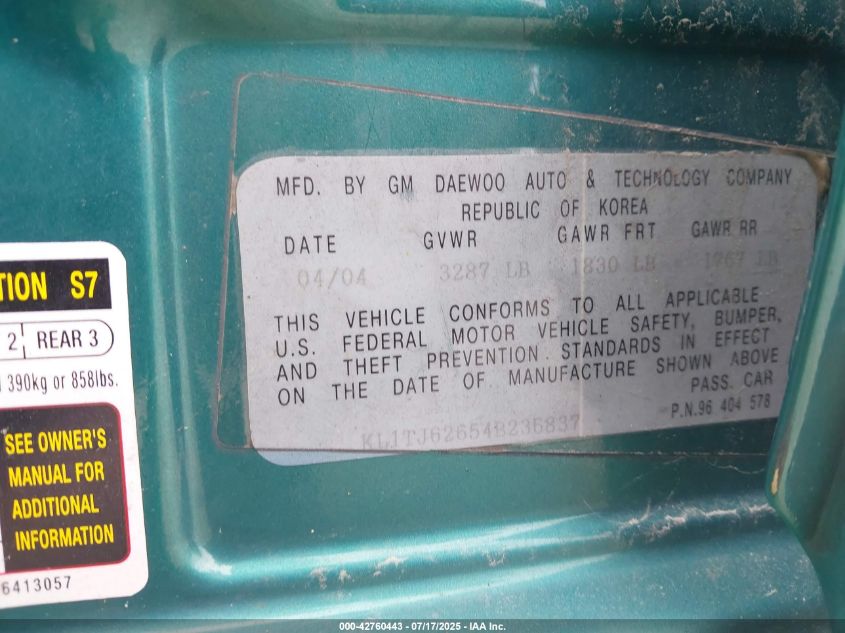 MFD. BY GM DAEWOO AUTO & TECHNOLOGY COMPANY
REPUBLIC OF KOREA
DATE GVWR GAWR FRT GAWR RR
04/04 3287 LB 1830 LB 1767 LB
THIS VEHICLE CONFORMS TO ALL APPLICABLE
U.S. FEDERAL MOTOR VEHICLE SAFETY, BUMPER,
AND THEFT PREVENTION STANDARDS IN EFFECT
ON THE DATE OF MANUFACTURE SHOWN ABOVE
PASS. CAR
P.N.96 404 578
KL1TJ62654B236837
S7
2 REAR 3
390kg or 858lbs.
SEE OWNER'S
MANUAL FOR
ADDITIONAL
INFORMATION
6413057
000-42760443 - 07/17/2025 - IAA Inc.